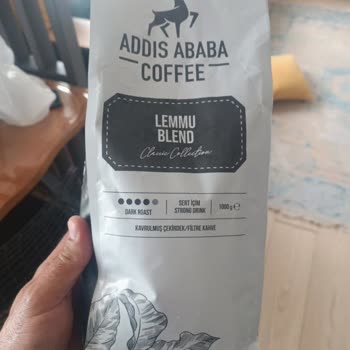 ADDIS ABABA
COFFEE
LEMMU
BLEND
Classic Collection
DARK ROAST
SERT İÇİM
STRONG DRINK
1000 g ℮
KAVRULMUŞ ÇEKİRDEK/FİLTRE KAHVE